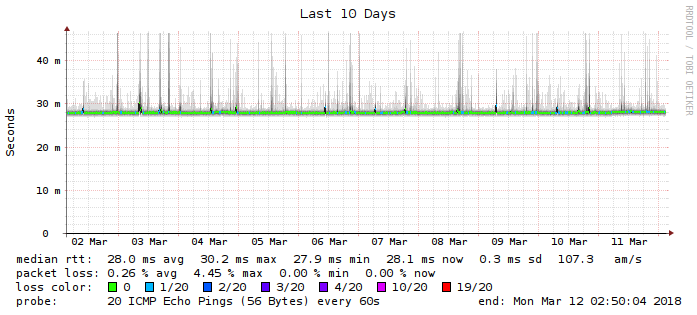 Last 10 Days
RRDTOOL / TOBI OETIKER
Seconds
40 m
30 m
20 m
10 m
0
02 Mar 03 Mar 04 Mar 05 Mar 06 Mar 07 Mar 08 Mar 09 Mar 10 Mar 11 Mar
median rtt: 28.0 ms avg 30.2 ms max 27.9 ms min 28.1 ms now 0.3 ms sd 107.3 am/s
packet loss: 0.26 % avg 4.45 % max 0.00 % min 0.00 % now
loss color: 0 1/20 2/20 3/20 4/20 10/20 19/20
probe: 20 ICMP Echo Pings (56 Bytes) every 60s end: Mon Mar 12 02:50:04 2018